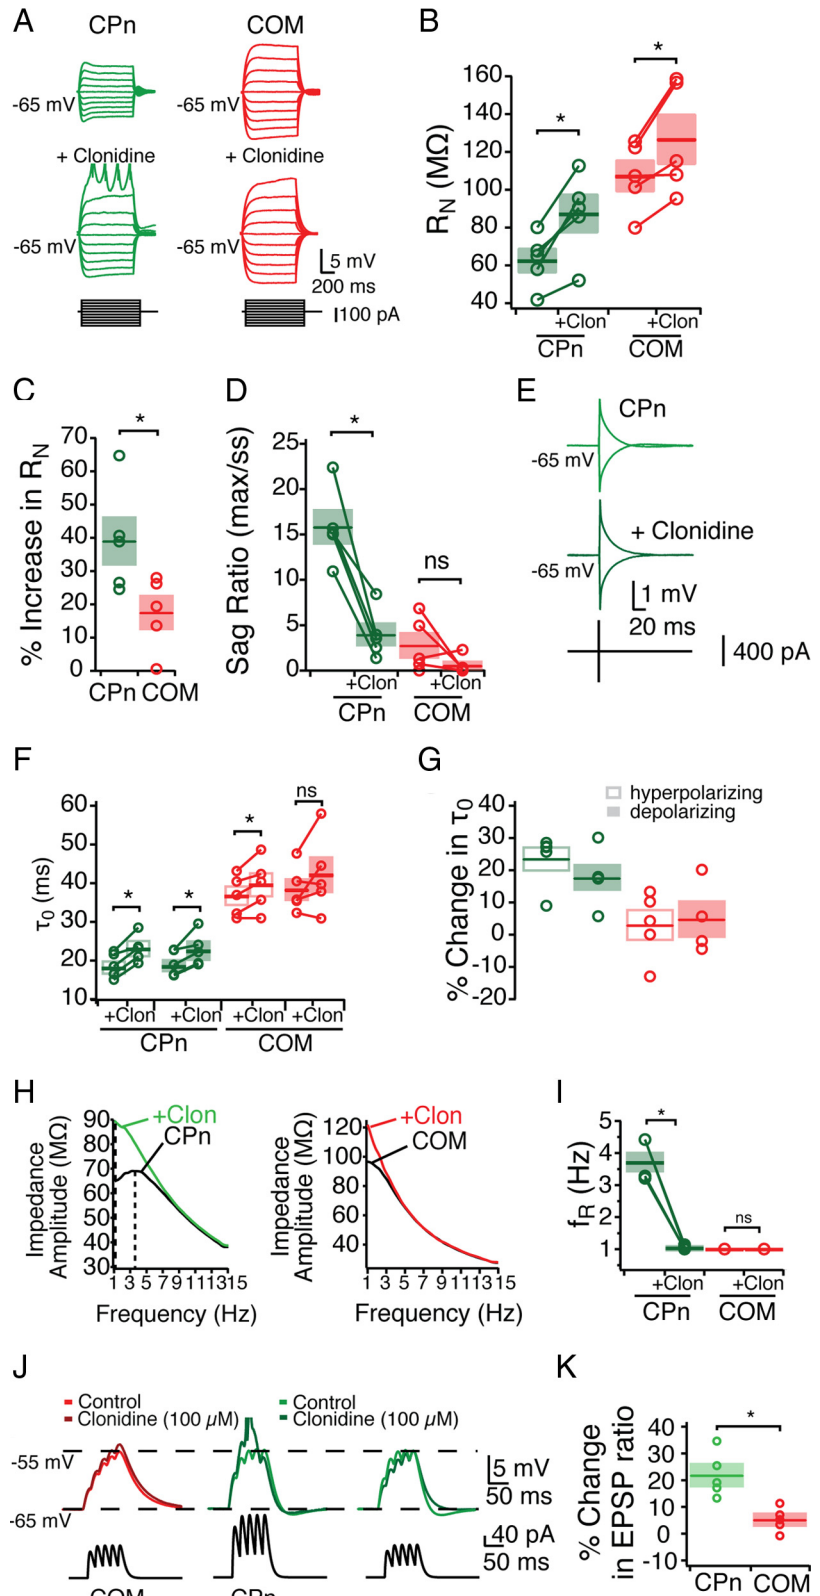 A
CPn
COM
-65 mV
-65 mV
+ Clonidine
+ Clonidine
-65 mV
-65 mV
5 mV
200 ms
100 pA
B
*
*
RN (MΩ)
160
140
120
100
80
60
40
+Clon
+Clon
CPn
COM
C
*
% Increase in RN
70
60
50
40
30
20
10
0
CPn
COM
D
*
ns
Sag Ratio (max/ss)
25
20
15
10
5
0
+Clon
+Clon
CPn
COM
E
CPn
-65 mV
+ Clonidine
-65 mV
1 mV
20 ms
400 pA
F
τ0 (ms)
60
50
40
30
20
10
*
*
*
ns
+Clon
+Clon
+Clon
+Clon
CPn
COM
G
hyperpolarizing
depolarizing
% Change in τ0
40
30
20
10
0
-10
-20
H
+Clon
CPn
Impedance
Amplitude (MΩ)
90
80
70
60
50
40
30
1 3 5 7 9 11 13 15
Frequency (Hz)
+Clon
COM
Impedance
Amplitude (MΩ)
120
100
80
60
40
1 3 5 7 9 11 13 15
Frequency (Hz)
I
*
ns
fR (Hz)
5
4
3
2
1
+Clon
+Clon
CPn
COM
J
Control
Clonidine (100 µM)
Control
Clonidine (100 µM)
-55 mV
-65 mV
5 mV
50 ms
40 pA
50 ms
COM
CPn
K
*
% Change
in EPSP ratio
40
30
20
10
0
-10
CPn
COM